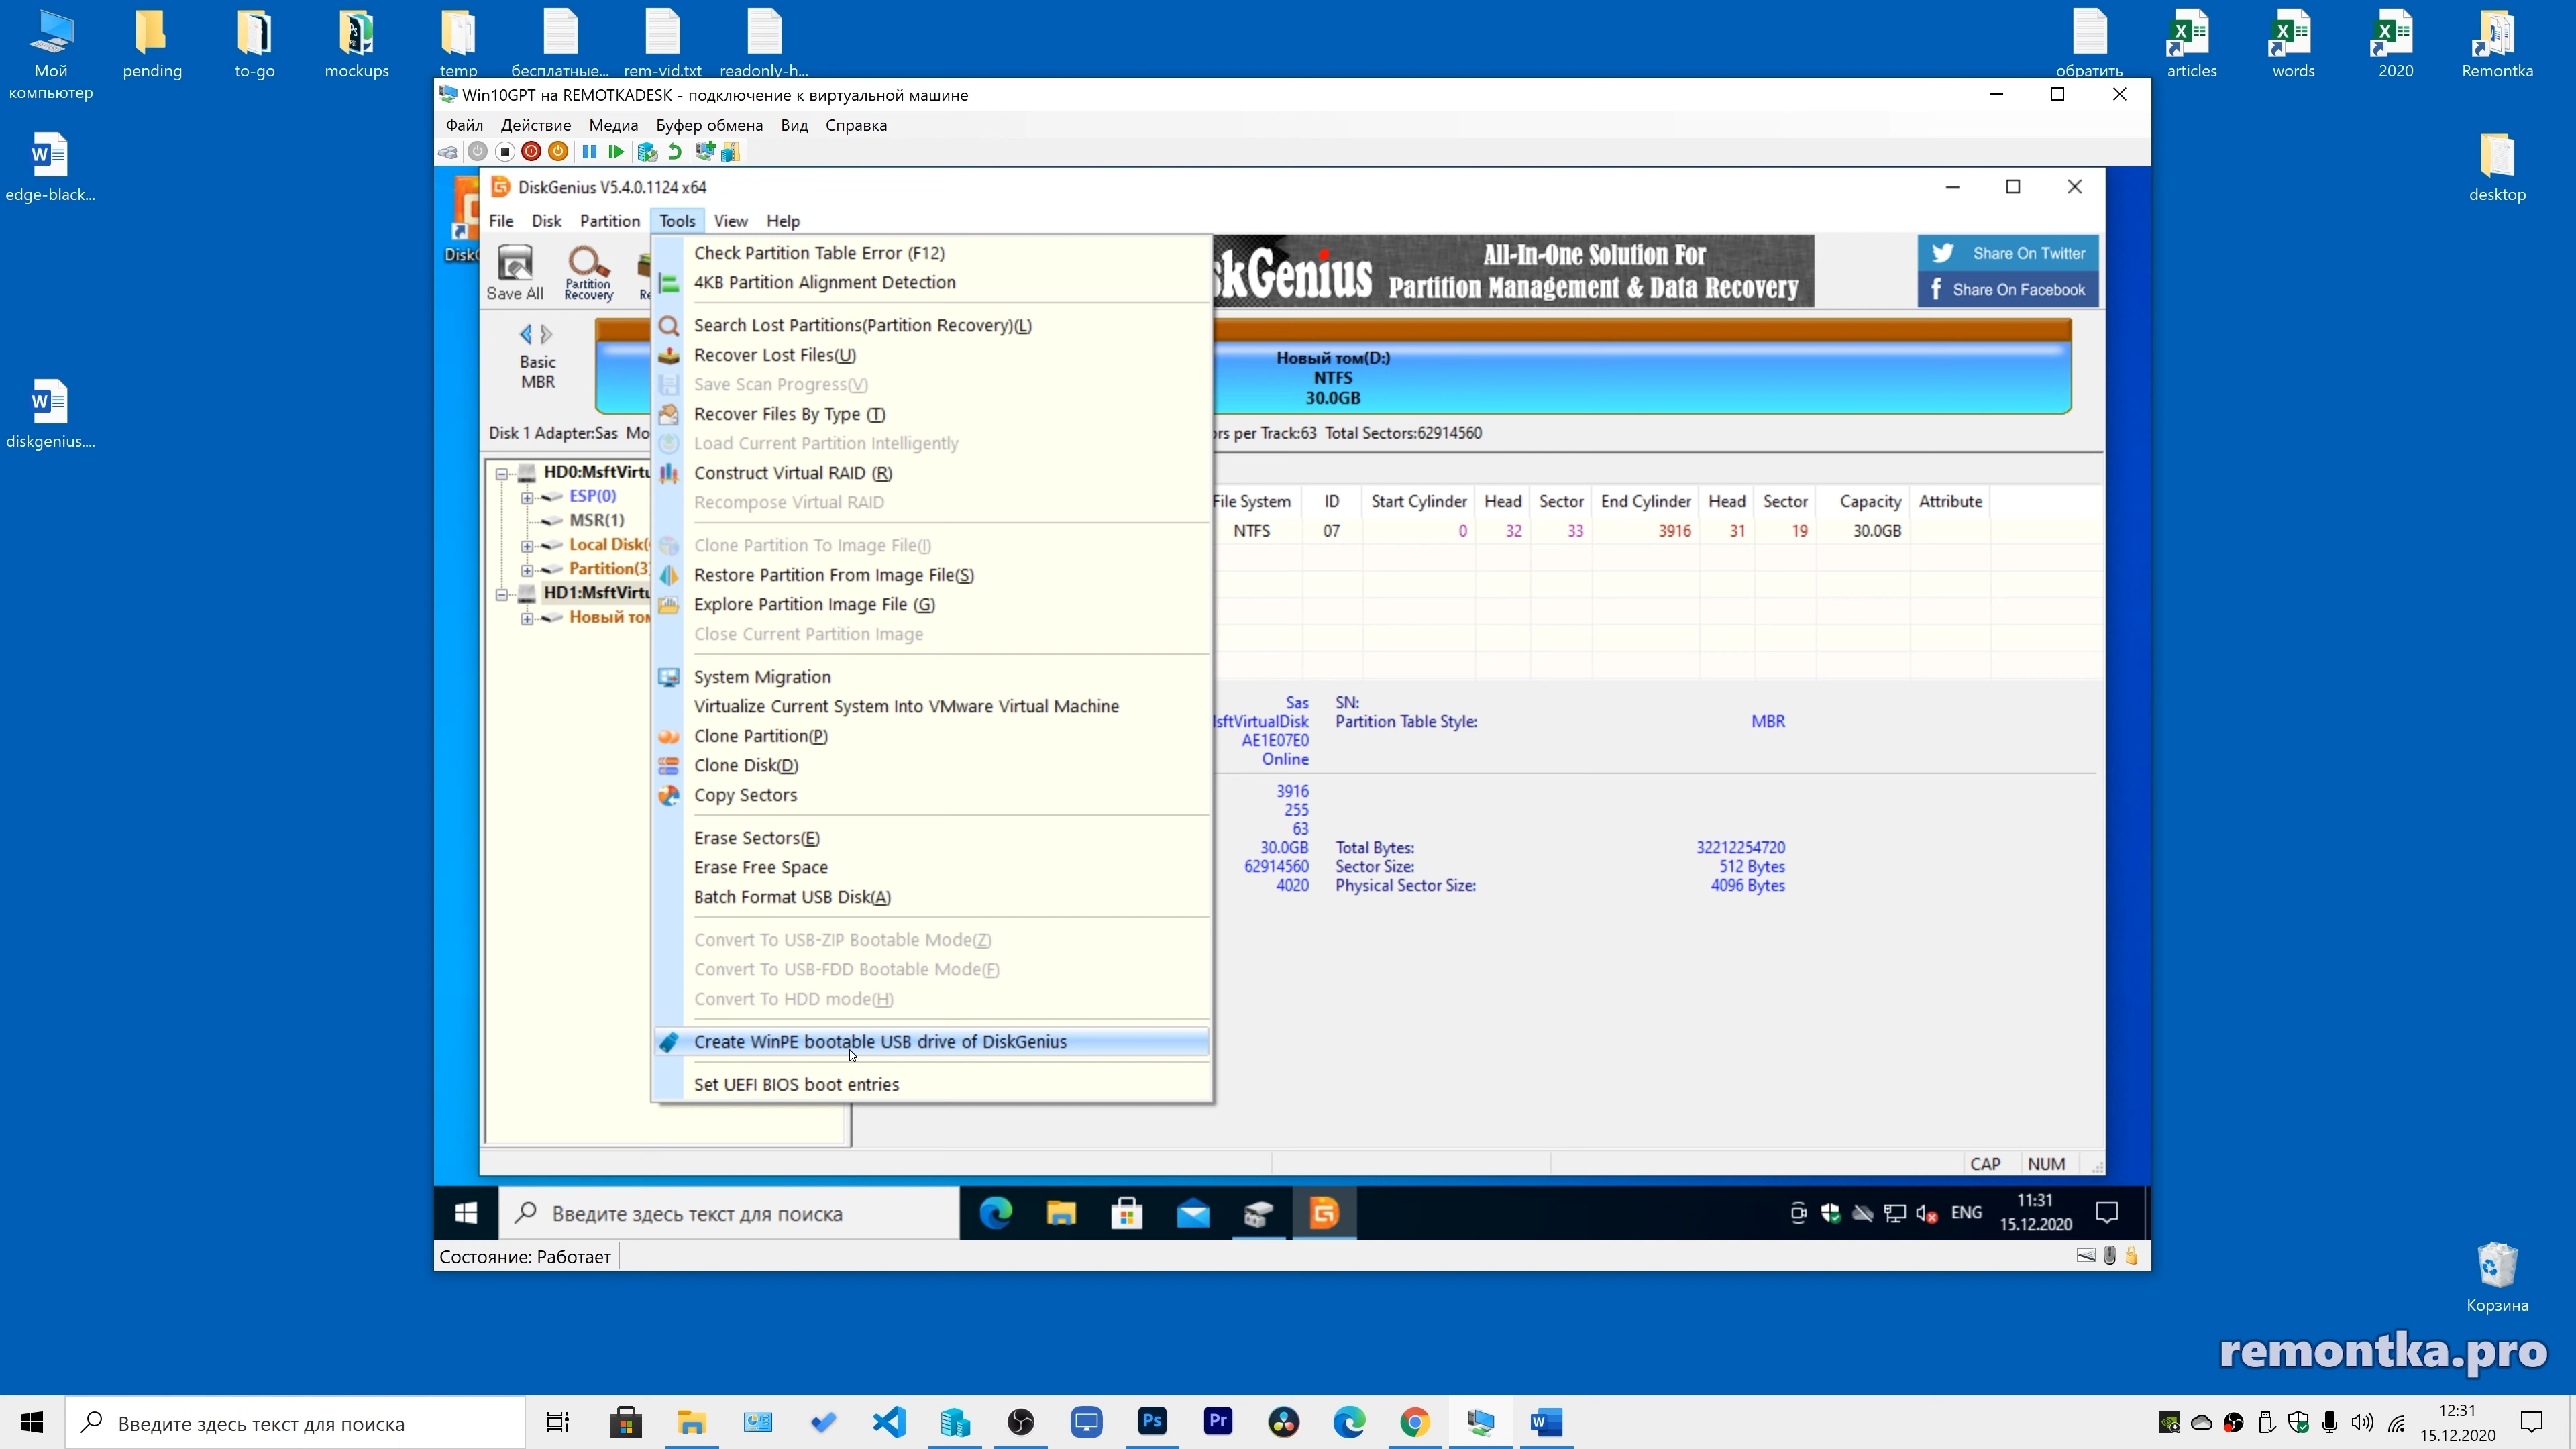 Мой компьютер
pending
to-go
mockups
temp
бесплатные...
rem-vid.txt
readonly-h...
обратить
articles
words
2020
Remontka
edge-black...
diskgenius....
desktop
Win10GPT на REMOTKADESK - подключение к виртуальной машине
Файл Действие Медиа Буфер обмена Вид Справка
DiskGenius V5.4.0.1124 x64
File Disk Partition Tools View Help
Save All
Partition Recovery
kGenius
All-In-One Solution For
Partition Management & Data Recovery
Share On Twitter
Share On Facebook
Basic
MBR
Новый том(D:)
NTFS
30.0GB
Disk 1 Adapter:Sas Mo
rs per Track:63 Total Sectors:62914560
HD0:MsftVirtu
ESP(0)
MSR(1)
Local Disk(
Partition(3)
HD1:MsftVirtu
Новый том
Check Partition Table Error (F12)
4KB Partition Alignment Detection
Search Lost Partitions(Partition Recovery)(L)
Recover Lost Files(U)
Save Scan Progress(V)
Recover Files By Type (T)
Load Current Partition Intelligently
Construct Virtual RAID (R)
Recompose Virtual RAID
Clone Partition To Image File(I)
Restore Partition From Image File(S)
Explore Partition Image File (G)
Close Current Partition Image
System Migration
Virtualize Current System Into VMware Virtual Machine
Clone Partition(P)
Clone Disk(D)
Copy Sectors
Erase Sectors(E)
Erase Free Space
Batch Format USB Disk(A)
Convert To USB-ZIP Bootable Mode(Z)
Convert To USB-FDD Bootable Mode(F)
Convert To HDD mode(H)
Create WinPE bootable USB drive of DiskGenius
Set UEFI BIOS boot entries
File System ID Start Cylinder Head Sector End Cylinder Head Sector Capacity Attribute
NTFS 07 0 32 33 3916 31 19 30.0GB
Sas SN:
MsftVirtualDisk Partition Table Style: MBR
AE1E07E0
Online
3916
255
63
30.0GB Total Bytes: 32212254720
62914560 Sector Size: 512 Bytes
4020 Physical Sector Size: 4096 Bytes
CAP NUM
Введите здесь текст для поиска
ENG
11:31
15.12.2020
Состояние: Работает
Корзина
remontka.pro
Введите здесь текст для поиска
Ps
Pr
12:31
15.12.2020